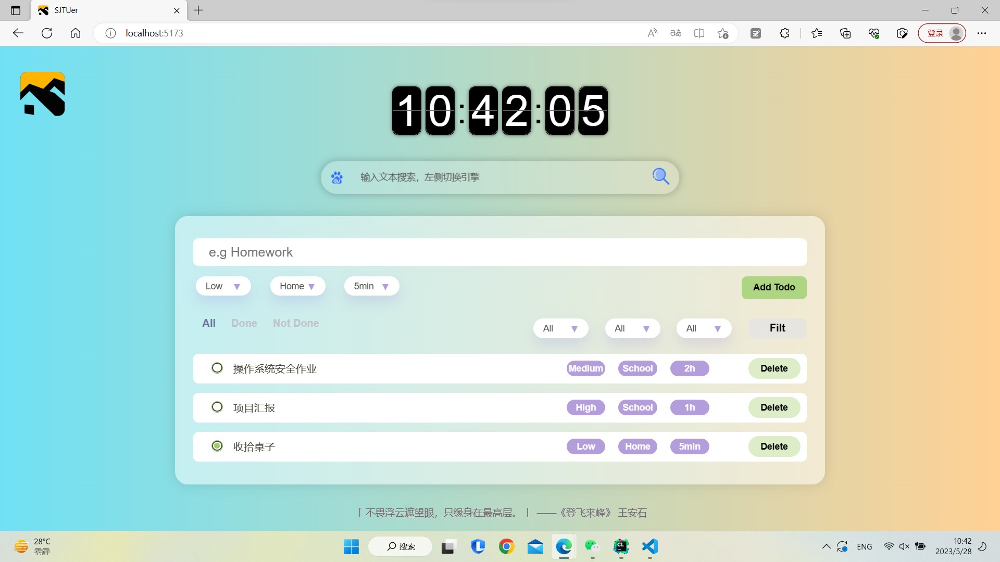 SJTUer
localhost:5173
登录
10:42:05
du
输入文本搜索，左侧切换引擎
e.g Homework
Low ▼ Home ▼ 5min ▼ Add Todo
All Done Not Done
All ▼ All ▼ All ▼ Filt
操作系统安全作业 Medium School 2h Delete
项目汇报 High School 1h Delete
收拾桌子 Low Home 5min Delete
「 不畏浮云遮望眼，只缘身在最高层。 」 ——《登飞来峰》 王安石
28°C
雾霾
搜索
CL
ENG
10:42
2023/5/28